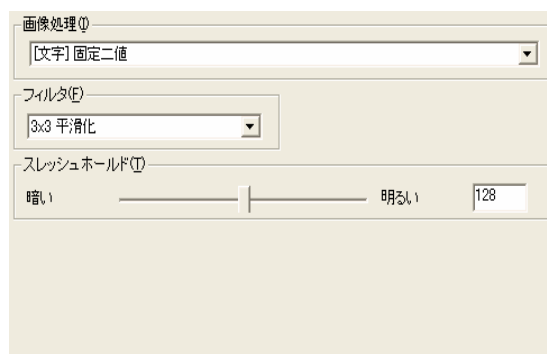 画像処理(I)
[文字] 固定二値
フィルタ(F)
3x3 平滑化
スレッシュホールド(T)
暗い 明るい 128